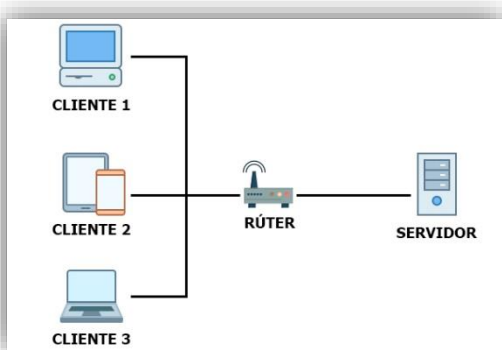 CLIENTE 1
CLIENTE 2
RÚTER
SERVIDOR
CLIENTE 3